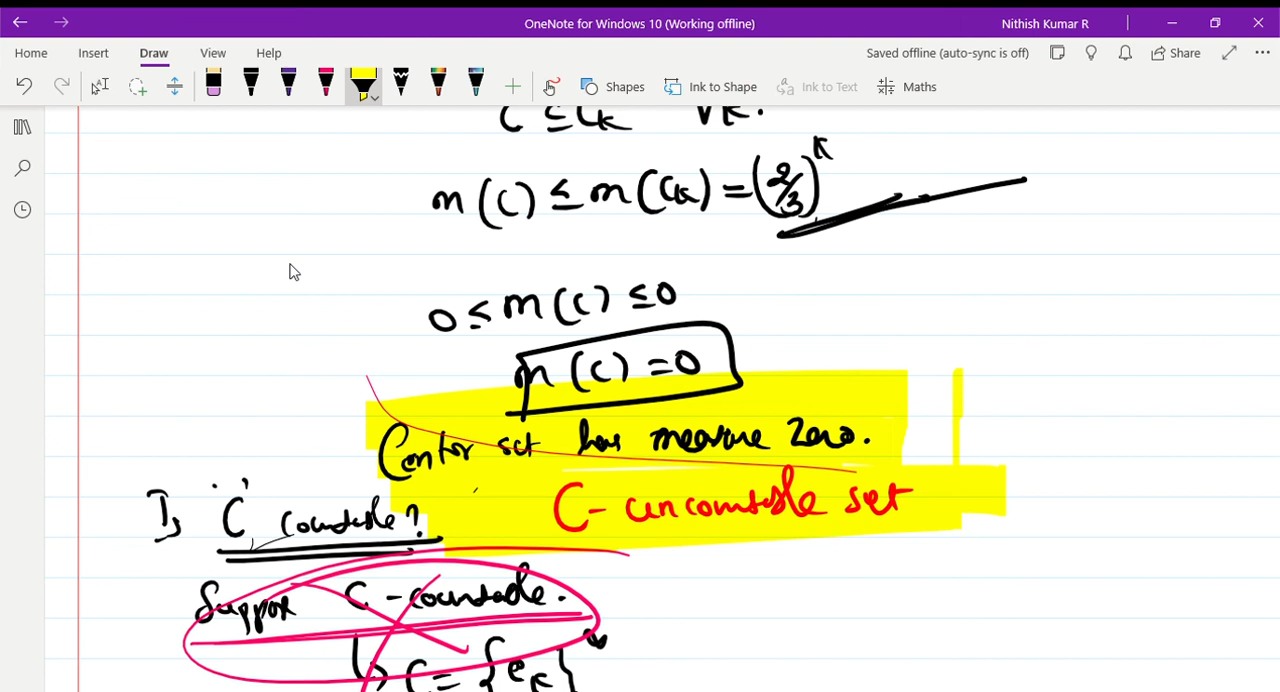 OneNote for Windows 10 (Working offline)
Nithish Kumar R
Home Insert Draw View Help
Saved offline (auto-sync is off)
Share
Shapes
Ink to Shape
Ink to Text
Maths
C ⊆ Ck ∀k.
m(C) ≤ m(Ck) = (2/3)^k
0 ≤ m(C) ≤ 0
m(C) = 0
Cantor set has measure Zero.
C - uncountable set
Is 'C' countable?
Suppose C - countable.
↳ C = {ek}